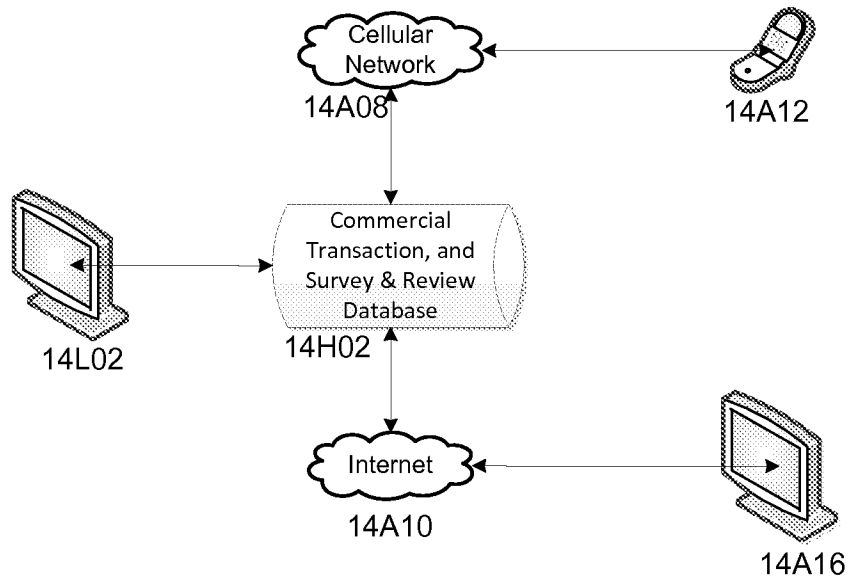 Cellular
Network
14A08
14A12
Commercial
Transaction, and
Survey & Review
Database
14L02
14H02
Internet
14A10
14A16